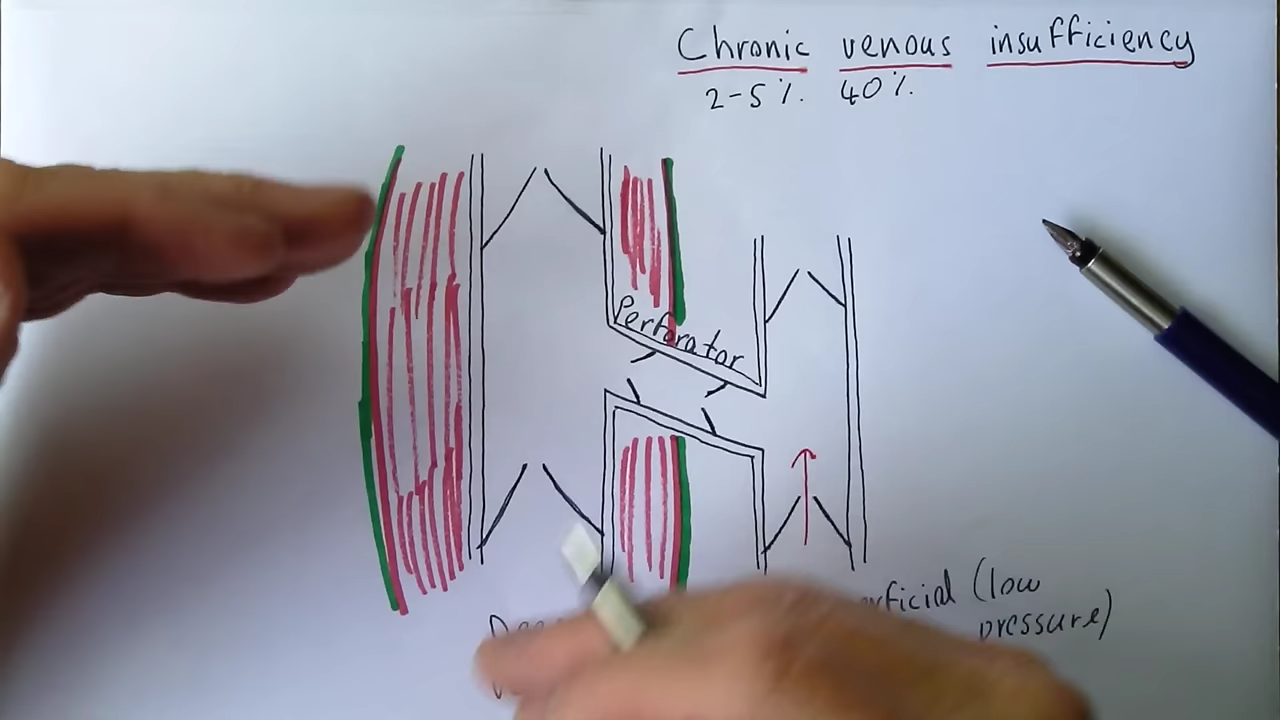 Chronic venous insufficiency
2-5%. 40%.
Perforator
(low
pressure)